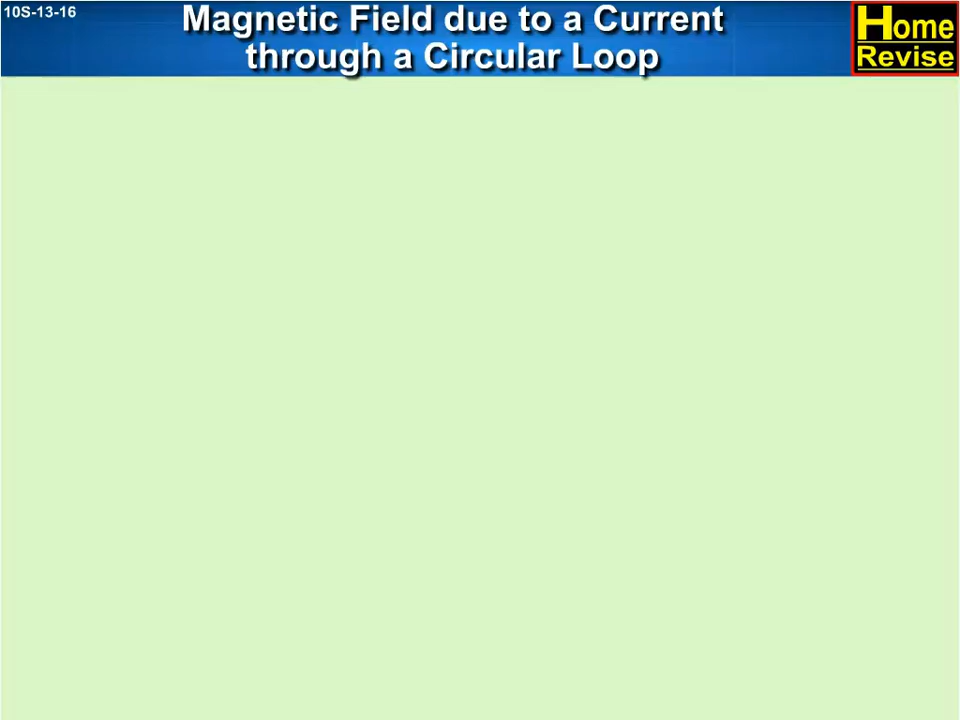 10S-13-16
Magnetic Field due to a Current
through a Circular Loop
Home
Revise